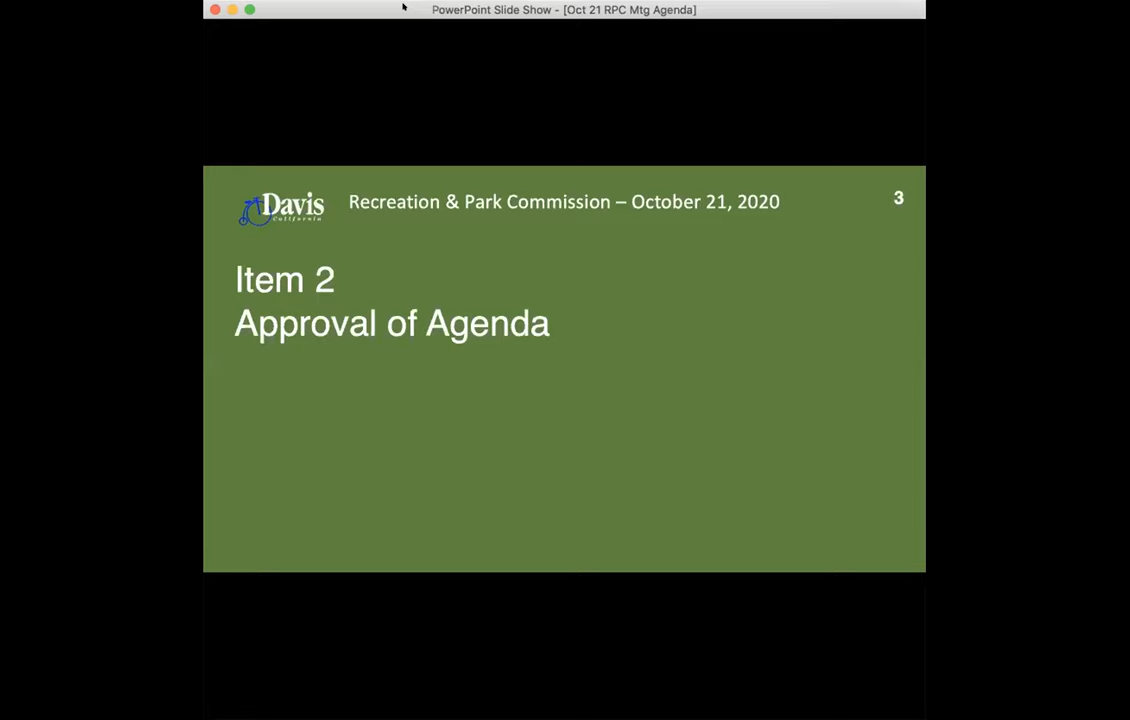 PowerPoint Slide Show - [Oct 21 RPC Mtg Agenda]
Davis
California
Recreation & Park Commission – October 21, 2020
3
Item 2
Approval of Agenda